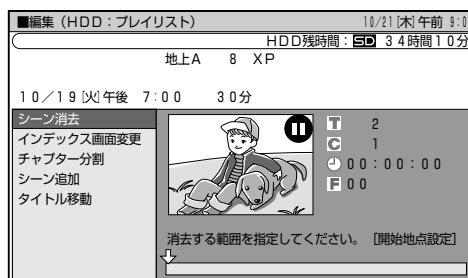 ■編集(HDD:プレイリスト) 10/21[木]午前 9:0
HDD残時間:SD 34時間10分
地上A 8 XP
10/19[火]午後 7:00 30分
シーン消去
インデックス画面変更
チャプター分割
シーン追加
タイトル移動
T 2
C 1
00:00:00
F 00
消去する範囲を指定してください。 [開始地点設定]